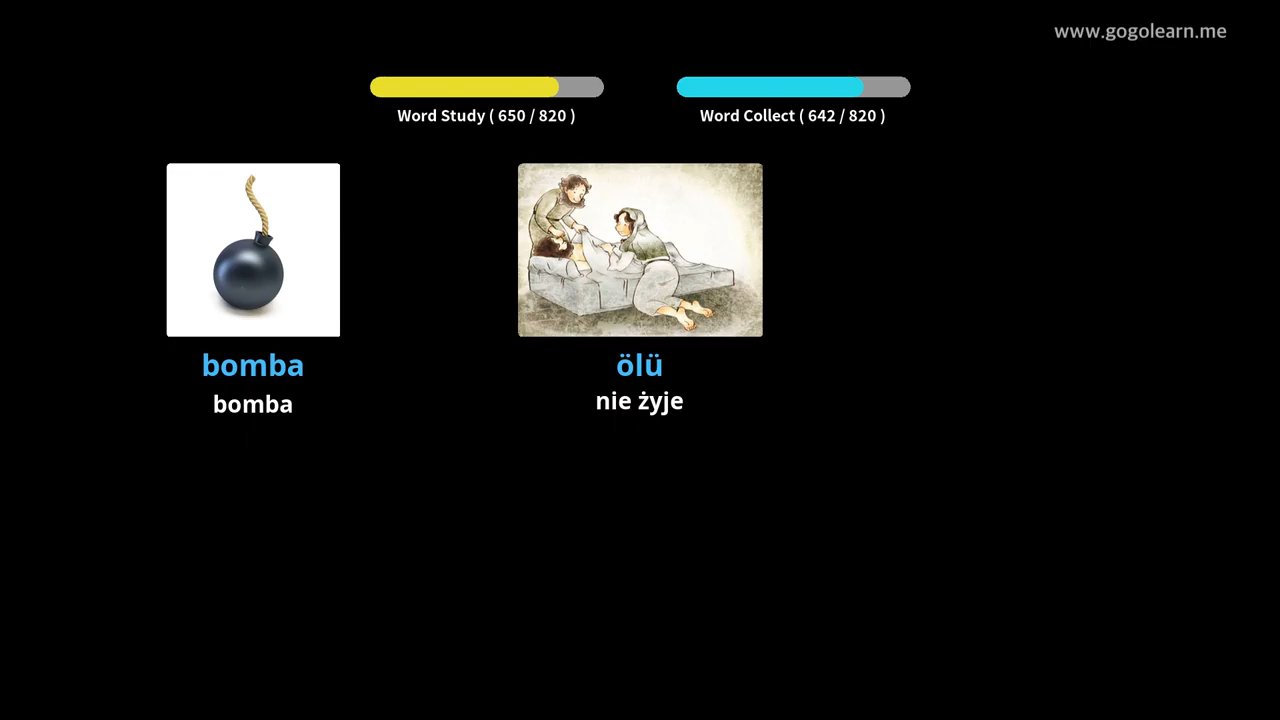 www.gogolearn.me
Word Study ( 650 / 820 )
Word Collect ( 642 / 820 )
bomba
bomba
ölü
nie żyje